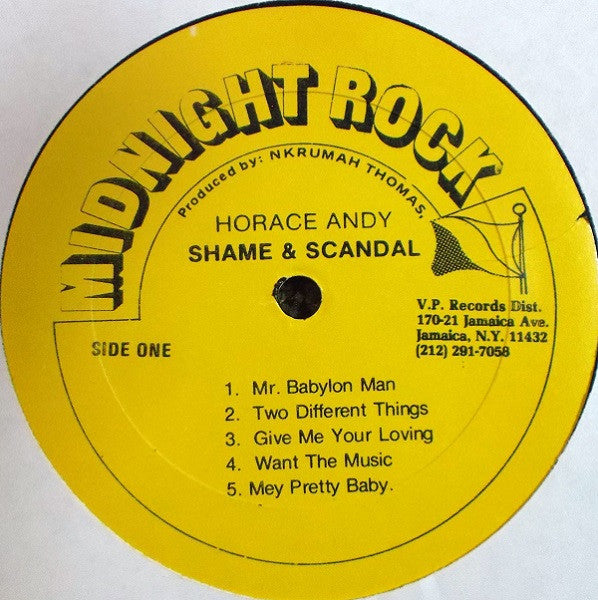 MIDNIGHT ROCK
Produced by: NKRUMAH THOMAS,
HORACE ANDY
SHAME & SCANDAL
V.P. Records Dist.
170-21 Jamaica Ave.
Jamaica, N.Y. 11432
(212) 291-7058
SIDE ONE
1. Mr. Babylon Man
2. Two Different Things
3. Give Me Your Loving
4. Want The Music
5. Mey Pretty Baby.